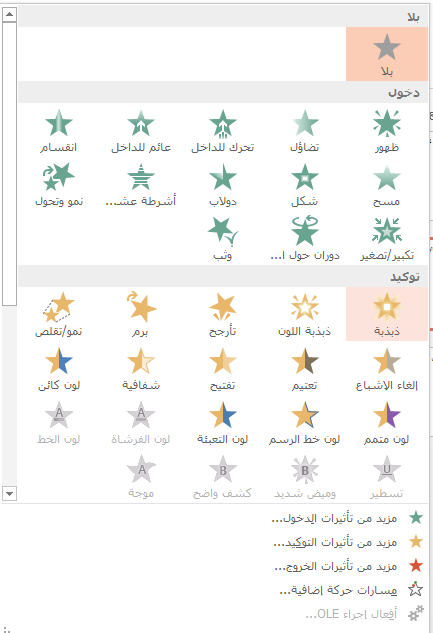 بلا
بلا
دخول
ظهور تضاؤل تحرك للداخل عائم للداخل انقسام
مسح شكل دولاب أشرطة عشـ... نمو وتحول
تكبير/تصغير دوران حول ا... وثب
توكيد
ذبذبة ذبذبة اللون تأرجح برم نمو/تقلص
إلغاء الإشباع تعتيم تفتيح شفافية لون كائن
لون متمم لون خط الرسم لون التعبئة لون الفرشاة لون الخط
تسطير وميض شديد كشف واضح موجة
مزيد من تأثيرات الدخول...
مزيد من تأثيرات التوكيد...
مزيد من تأثيرات الخروج...
مسارات حركة إضافية...
أفعال إجراء OLE...